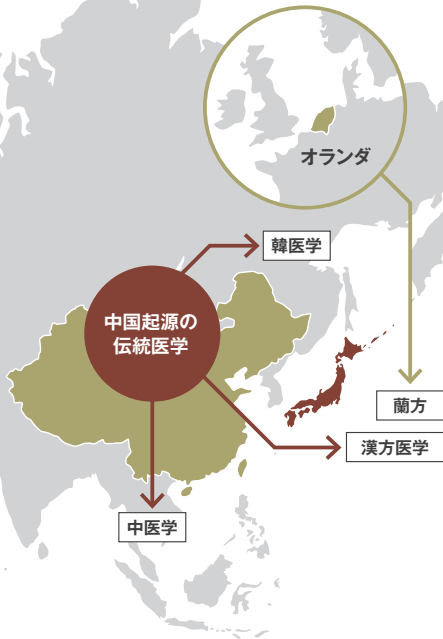 オランダ
韓医学
中国起源の
伝統医学
蘭方
漢方医学
中医学